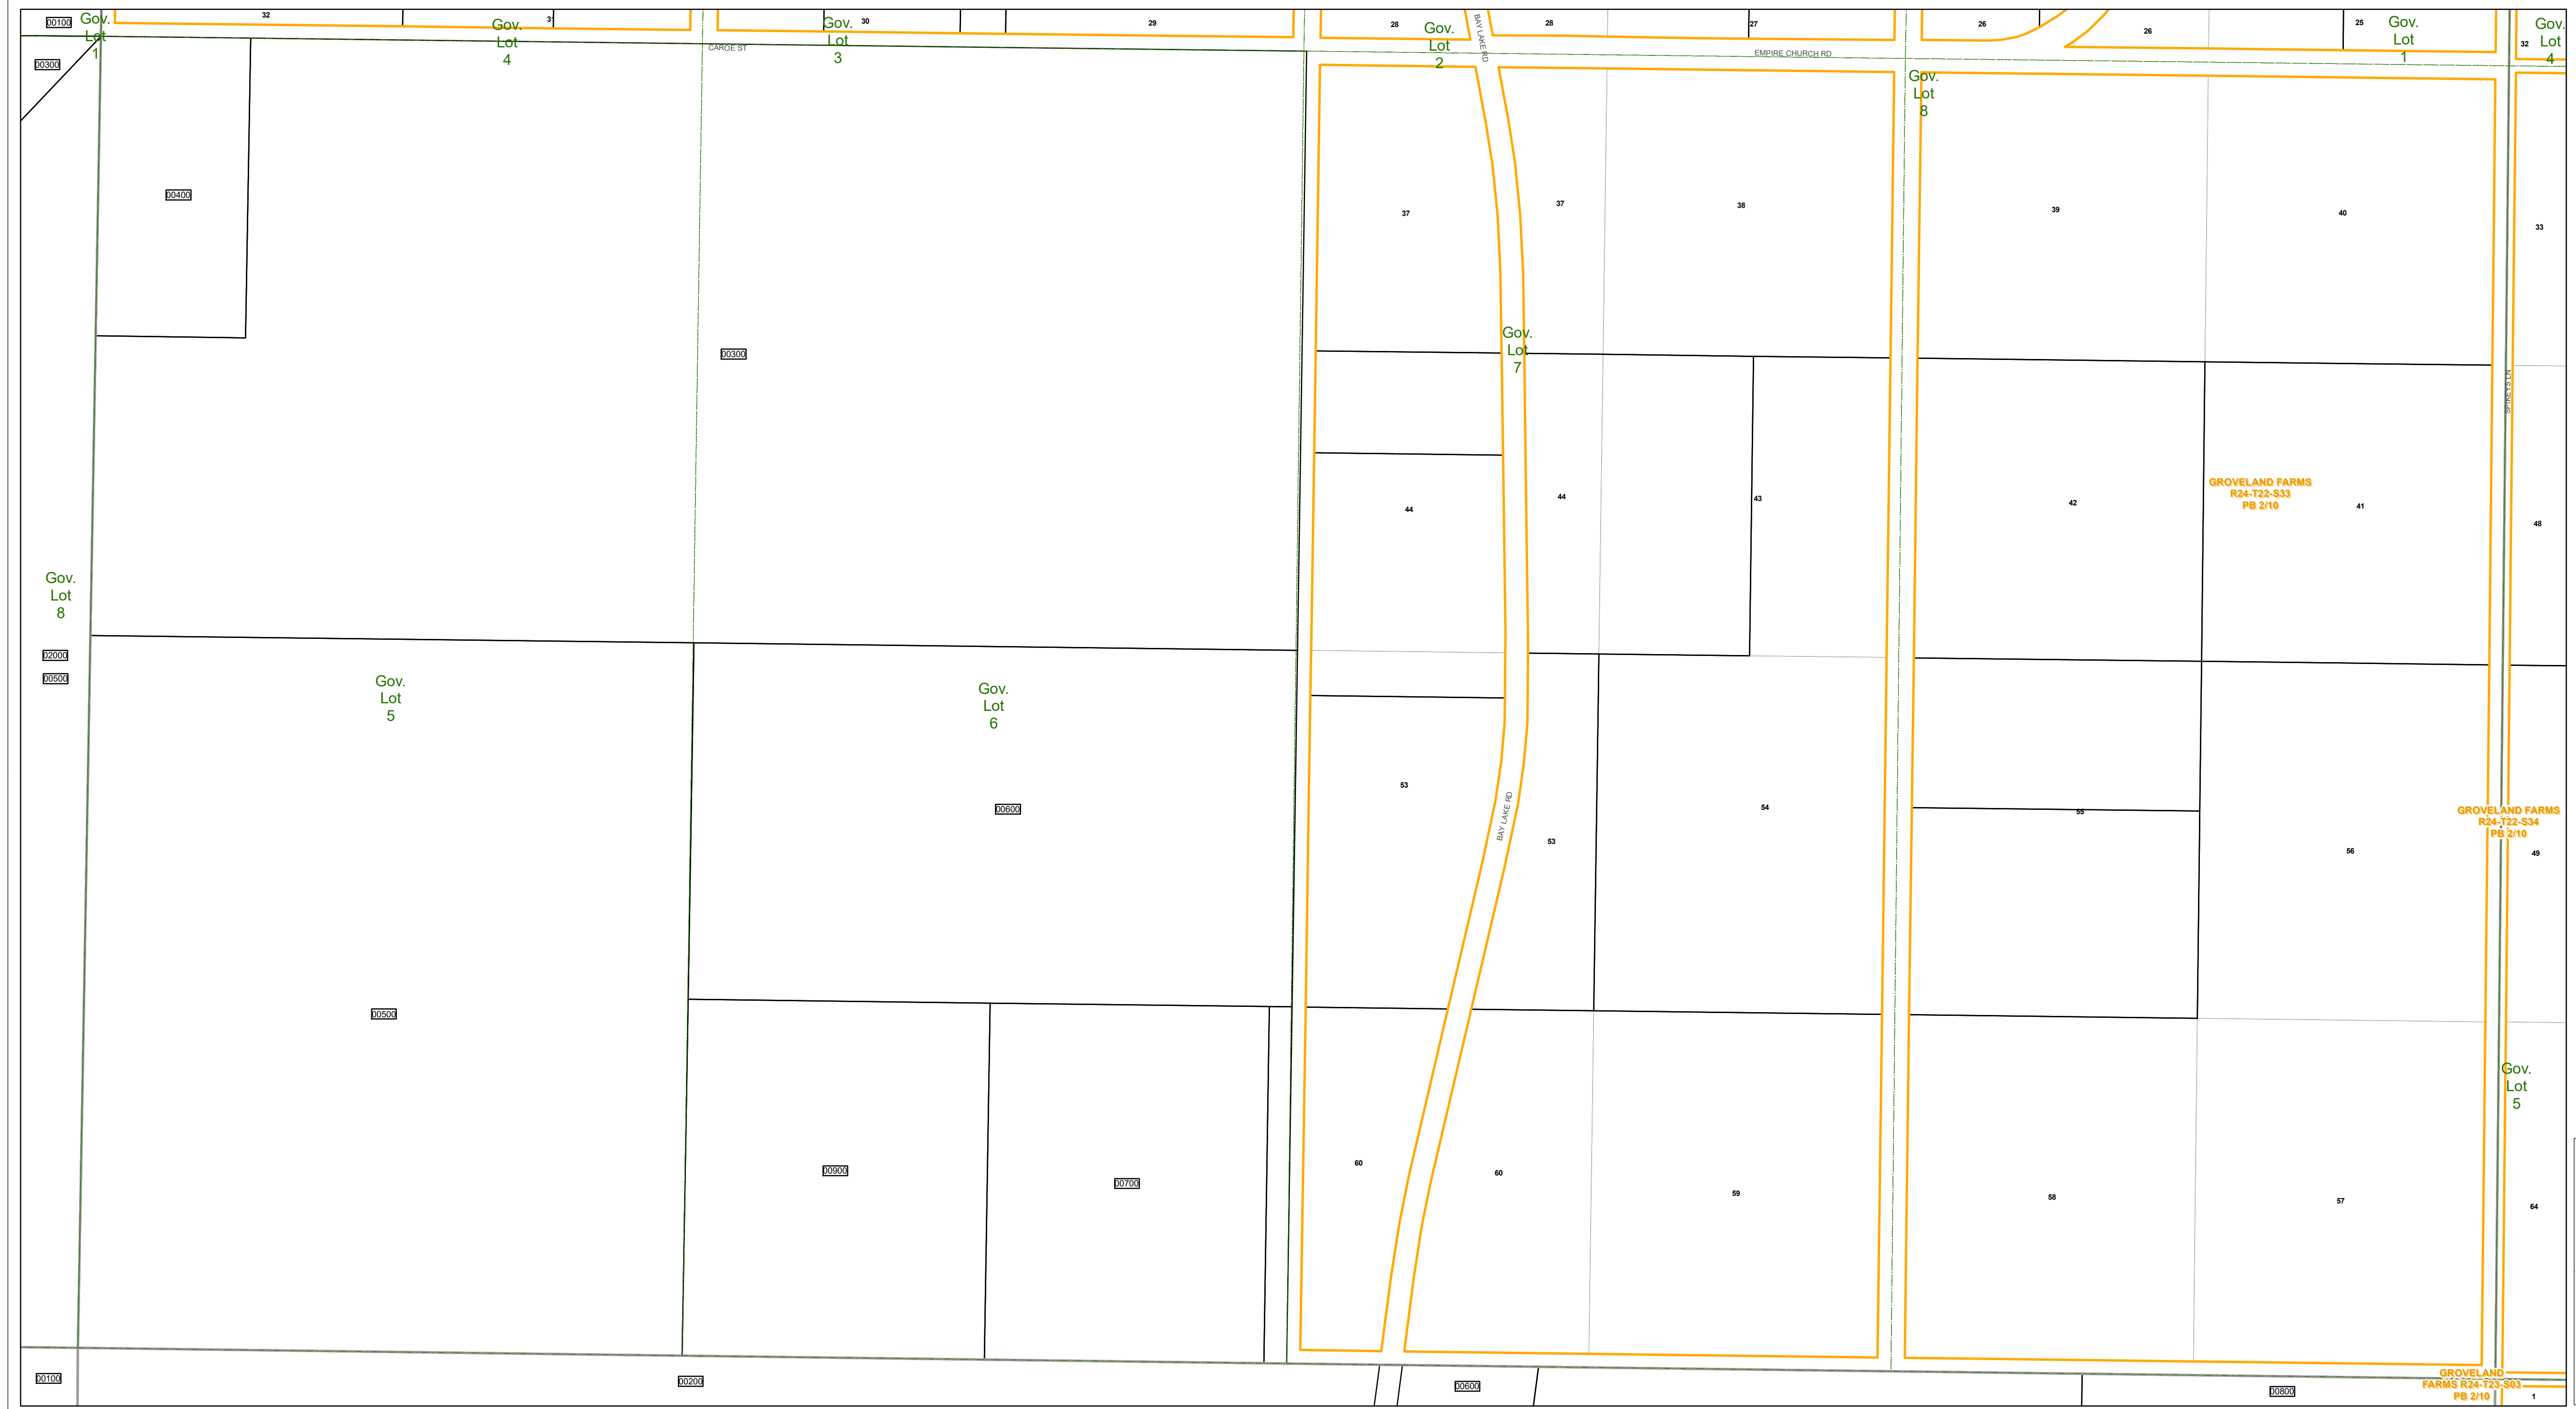 00100
Gov.
Lot
1
32
31
Gov.
Lot
4
Gov.
Lot
3
30
29
28
Gov.
Lot
2
BAY LAKE RD
28
27
26
26
25
Gov.
Lot
1
32
Gov.
Lot
4
CAROE ST
EMPIRE CHURCH RD
00300
Gov.
Lot
8
00400
37
37
38
39
40
33
00300
Gov.
Lot
7
SPIKEYS LN
44
44
43
42
GROVELAND FARMS
R24-T22-S33
PB 2/10
41
48
Gov.
Lot
8
02000
00500
Gov.
Lot
5
Gov.
Lot
6
00600
53
BAY LAKE RD
53
54
55
56
GROVELAND FARMS
R24-T22-S34
PB 2/10
49
00500
Gov.
Lot
5
00900
00700
60
60
59
58
57
64
00100
00200
00600
00800
GROVELAND
FARMS R24-T23-S03
PB 2/10
1